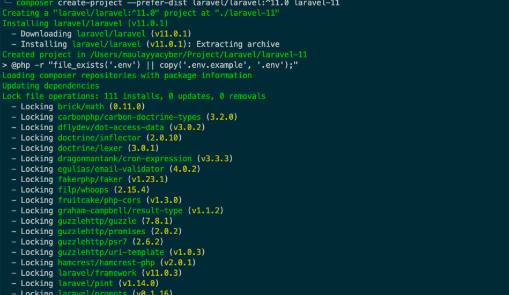 composer create-project --prefer-dist laravel/laravel:^11.0 laravel-11
Creating a "laravel/laravel:^11.0" project at "./laravel-11"
Installing laravel/laravel (v11.0.1)
- Downloading laravel/laravel (v11.0.1)
- Installing laravel/laravel (v11.0.1): Extracting archive
Created project in /Users/maulayyacyber/Project/Laravel/laravel-11
> @php -r "file_exists('.env') || copy('.env.example', '.env');"
Loading composer repositories with package information
Updating dependencies
Lock file operations: 111 installs, 0 updates, 0 removals
- Locking brick/math (0.11.0)
- Locking carbonphp/carbon-doctrine-types (3.2.0)
- Locking dflydev/dot-access-data (v3.0.2)
- Locking doctrine/inflector (2.0.10)
- Locking doctrine/lexer (3.0.1)
- Locking dragonmantank/cron-expression (v3.3.3)
- Locking egulias/email-validator (4.0.2)
- Locking fakerphp/faker (v1.23.1)
- Locking filp/whoops (2.15.4)
- Locking fruitcake/php-cors (v1.3.0)
- Locking graham-campbell/result-type (v1.1.2)
- Locking guzzlehttp/guzzle (7.8.1)
- Locking guzzlehttp/promises (2.0.2)
- Locking guzzlehttp/psr7 (2.6.2)
- Locking guzzlehttp/uri-template (v1.0.3)
- Locking hamcrest/hamcrest-php (v2.0.1)
- Locking laravel/framework (v11.0.3)
- Locking laravel/pint (v1.14.0)
- Locking laravel/prompts (v0.1.16)